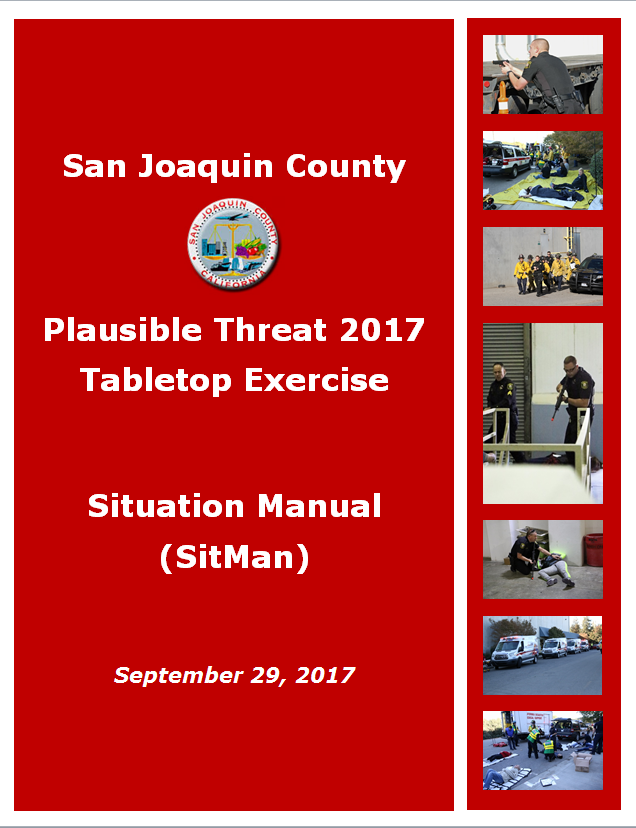 San Joaquin County
SAN JOAQUIN COUNTY
CALIFORNIA
Plausible Threat 2017
Tabletop Exercise
Situation Manual
(SitMan)
September 29, 2017